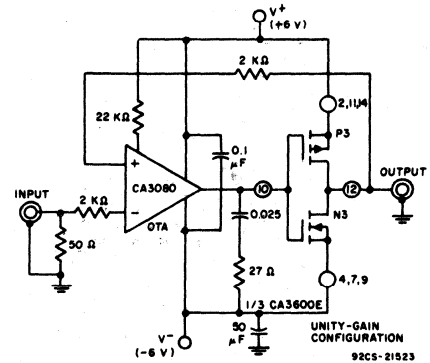 V+
(+6 V)
2 KΩ
22 KΩ
2,11,14
P3
0.1
μF
+
CA3080
INPUT
2 KΩ
10
12
OUTPUT
-
OTA
0.025
N3
50
Ω
27
Ω
4,7,9
1/3 CA3600E
V-
(-6 V)
50
μF
UNITY-GAIN
CONFIGURATION
92CS-21523